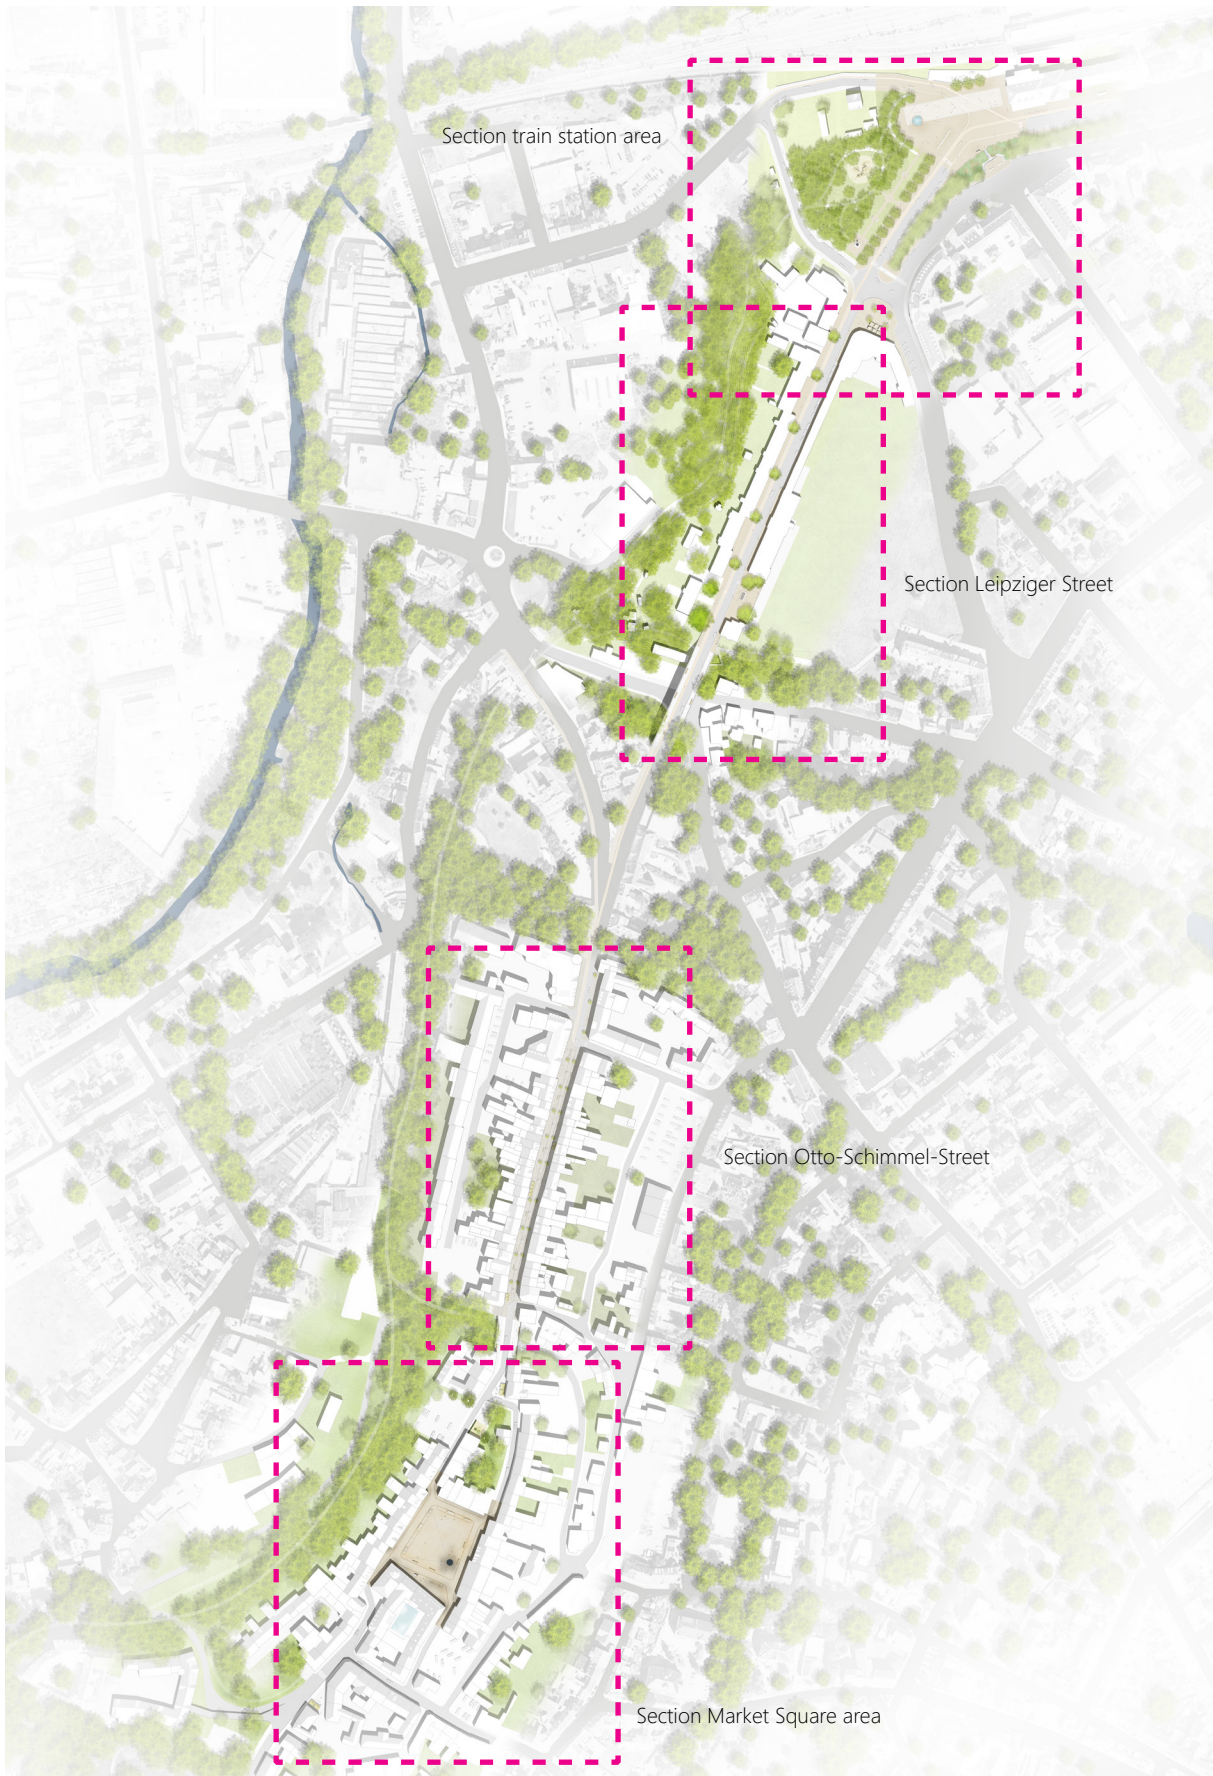 Section train station area
Section Leipziger Street
Section Otto-Schimmel-Street
Section Market Square area